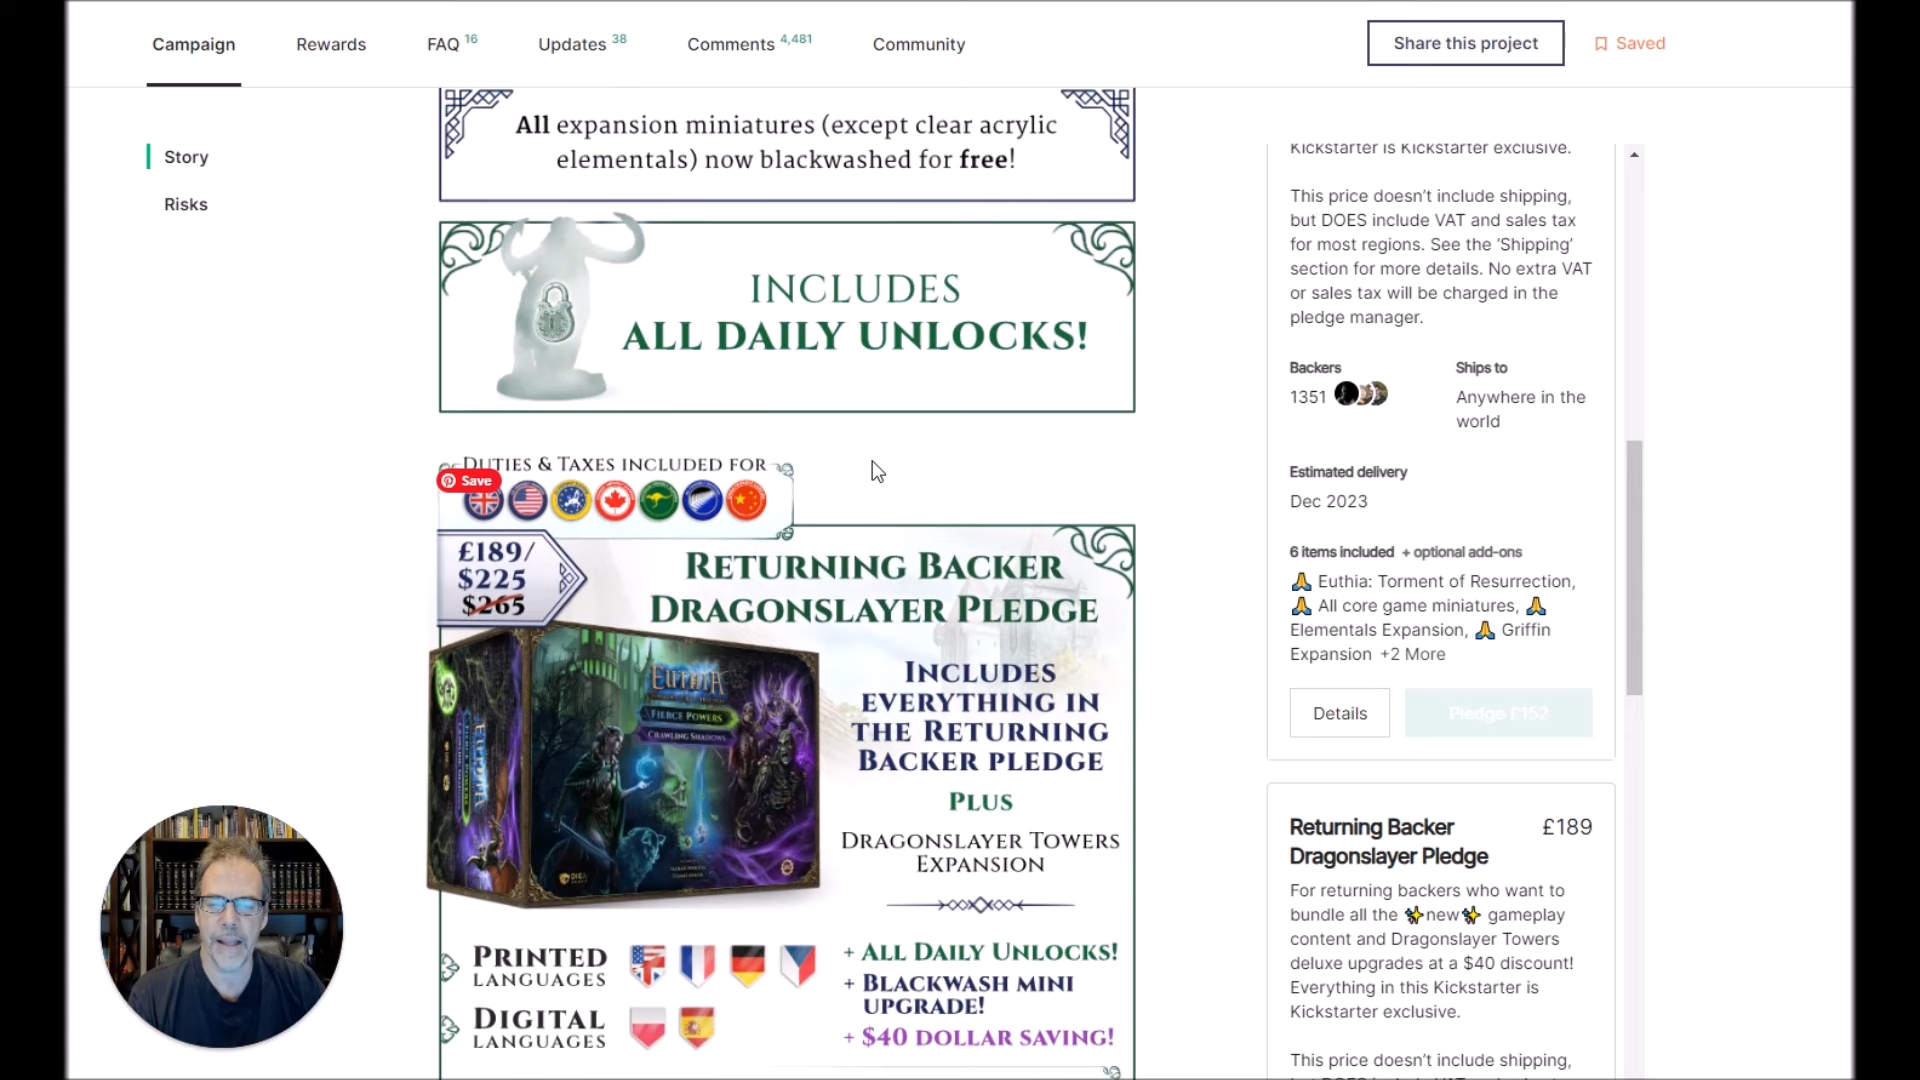 Campaign
Rewards
FAQ 16
Updates 38
Comments 4,481
Community
Share this project
Saved
Story
Risks
All expansion miniatures (except clear acrylic
elementals) now blackwashed for free!
INCLUDES
ALL DAILY UNLOCKS!
DUTIES & TAXES INCLUDED FOR
Save
£189/
$225
$265
RETURNING BACKER
DRAGONSLAYER PLEDGE
EUTHIA
FIERCE POWERS
CRAWLING SHADOWS
INCLUDES
EVERYTHING IN
THE RETURNING
BACKER PLEDGE
PLUS
DRAGONSLAYER TOWERS
EXPANSION
PRINTED
LANGUAGES
DIGITAL
LANGUAGES
+ ALL DAILY UNLOCKS!
+ BLACKWASH MINI
UPGRADE!
+ $40 DOLLAR SAVING!
Kickstarter is Kickstarter exclusive.
This price doesn’t include shipping,
but DOES include VAT and sales tax
for most regions. See the ‘Shipping’
section for more details. No extra VAT
or sales tax will be charged in the
pledge manager.
Backers
1351
Ships to
Anywhere in the
world
Estimated delivery
Dec 2023
6 items included + optional add-ons
🙏 Euthia: Torment of Resurrection,
🙏 All core game miniatures, 🙏
Elementals Expansion, 🙏 Griffin
Expansion +2 More
Details
Pledge £152
Returning Backer £189
Dragonslayer Pledge
For returning backers who want to
bundle all the ✨new✨ gameplay
content and Dragonslayer Towers
deluxe upgrades at a $40 discount!
Everything in this Kickstarter is
Kickstarter exclusive.
This price doesn’t include shipping,